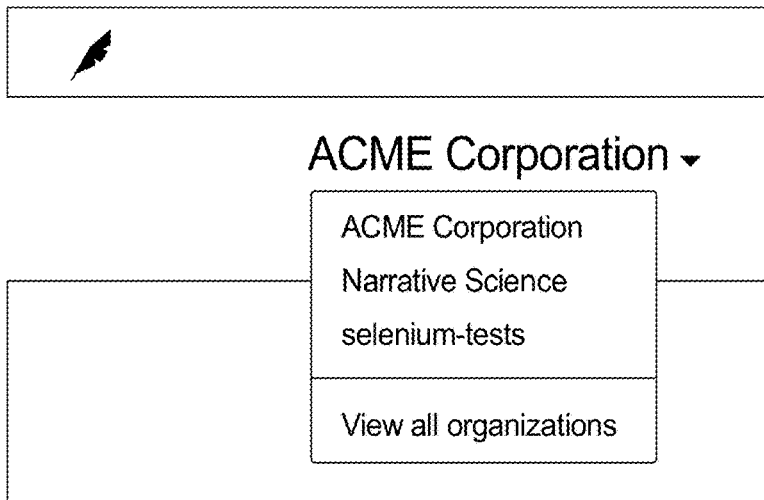 ACME Corporation
ACME Corporation
Narrative Science
selenium-tests
View all organizations